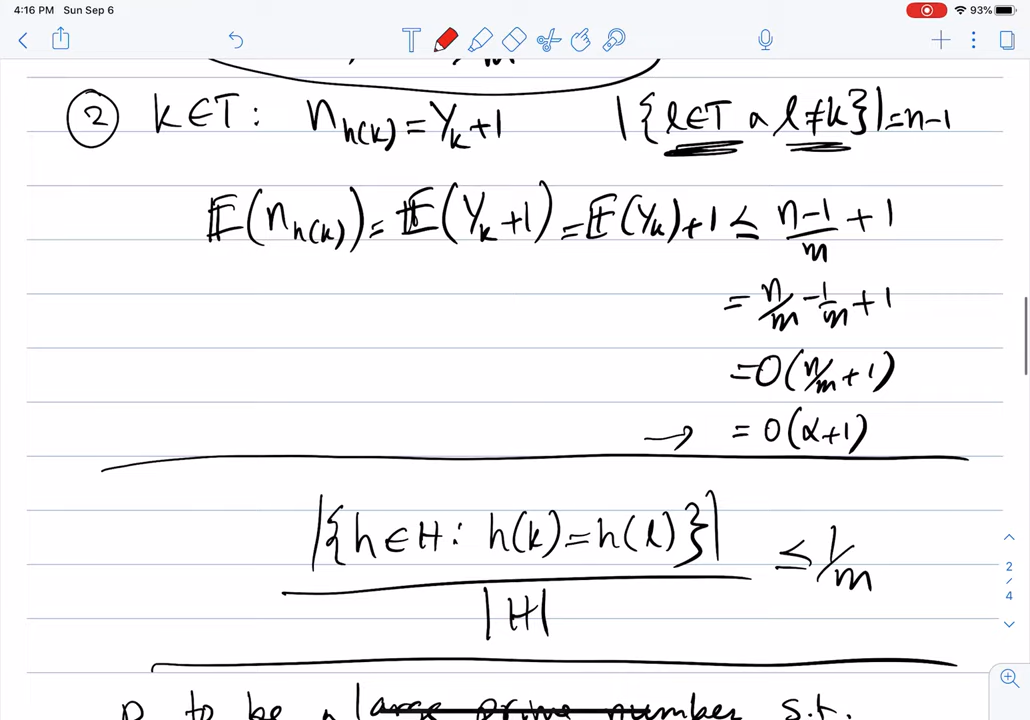 4:16 PM Sun Sep 6 93%
T
② k∈T: n_h(k) = Y_k+1 |{l∈T ∧ l≠k}|=n-1
𝔼(n_h(k)) = 𝔼(Y_k+1) = 𝔼(Y_k)+1 ≤ (n-1)/m + 1
= n/m - 1/m + 1
= O(n/m + 1)
→ = O(α+1)
|{h∈H: h(k)=h(l)}| / |H| ≤ 1/m
2/4
p to be a large prime number s.t.